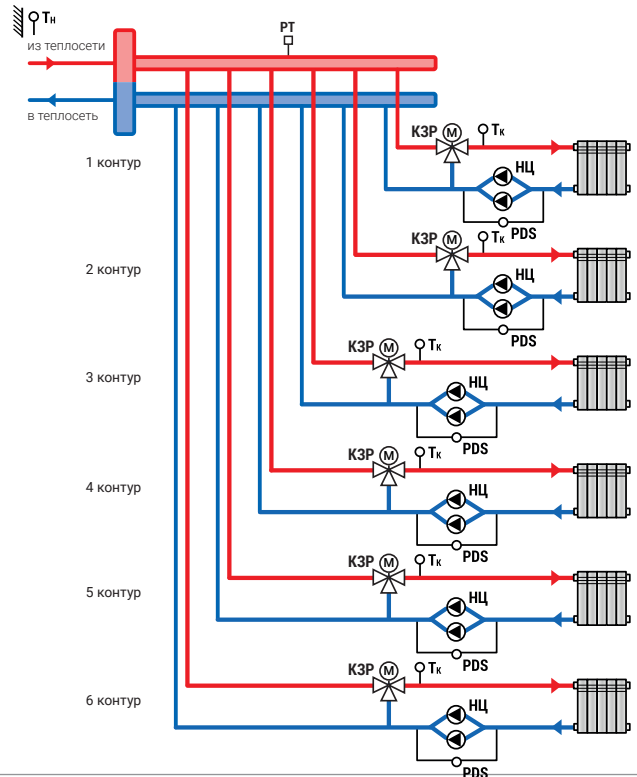 Тн
из теплосети
РТ
в теплосеть
КЗР
М
Тк
1 контур
НЦ
PDS
КЗР
М
Тк
2 контур
НЦ
PDS
КЗР
М
Тк
3 контур
НЦ
PDS
КЗР
М
Тк
4 контур
НЦ
PDS
КЗР
М
Тк
5 контур
НЦ
PDS
КЗР
М
Тк
6 контур
НЦ
PDS